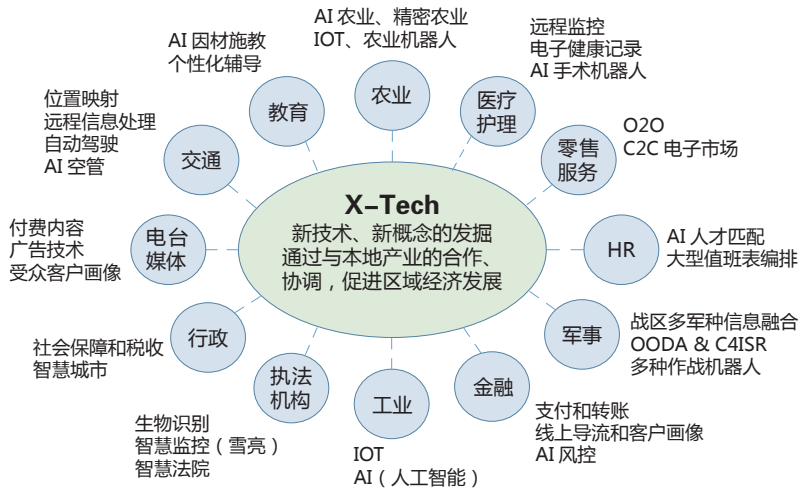 X-Tech
新技术、新概念的发掘
通过与本地产业的合作、
协调，促进区域经济发展
农业
AI 农业、精密农业
IOT、农业机器人
医疗
护理
远程监控
电子健康记录
AI 手术机器人
零售
服务
O2O
C2C 电子市场
HR
AI 人才匹配
大型值班表编排
军事
战区多军种信息融合
OODA & C4ISR
多种作战机器人
金融
支付和转账
线上导流和客户画像
AI 风控
工业
IOT
AI（人工智能）
执法
机构
生物识别
智慧监控（雪亮）
智慧法院
行政
社会保障和税收
智慧城市
电台
媒体
付费内容
广告技术
受众客户画像
交通
位置映射
远程信息处理
自动驾驶
AI 空管
教育
AI 因材施教
个性化辅导